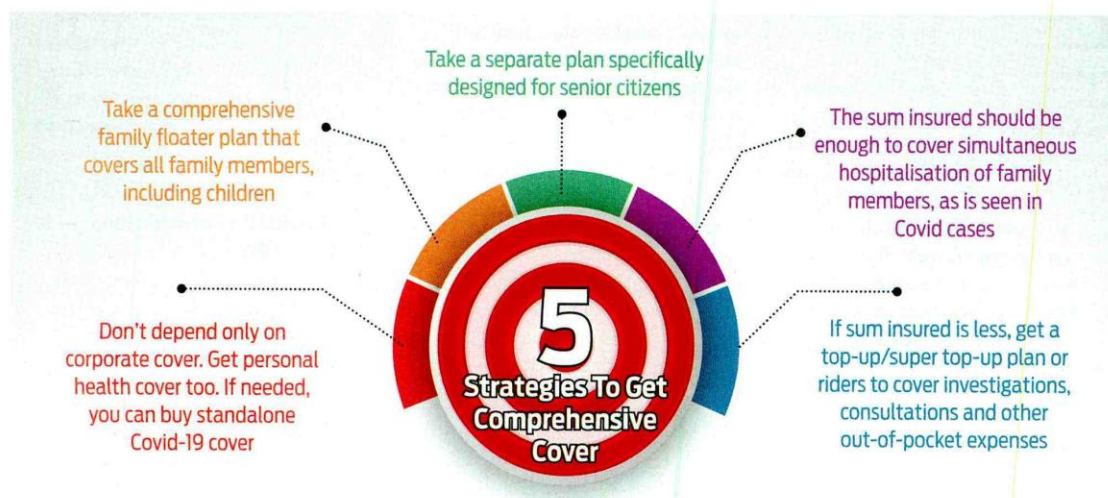 5
Strategies To Get
Comprehensive
Cover
Don't depend only on
corporate cover. Get personal
health cover too. If needed,
you can buy standalone
Covid-19 cover
Take a comprehensive
family floater plan that
covers all family members,
including children
Take a separate plan specifically
designed for senior citizens
The sum insured should be
enough to cover simultaneous
hospitalisation of family
members, as is seen in
Covid cases
If sum insured is less, get a
top-up/super top-up plan or
riders to cover investigations,
consultations and other
out-of-pocket expenses